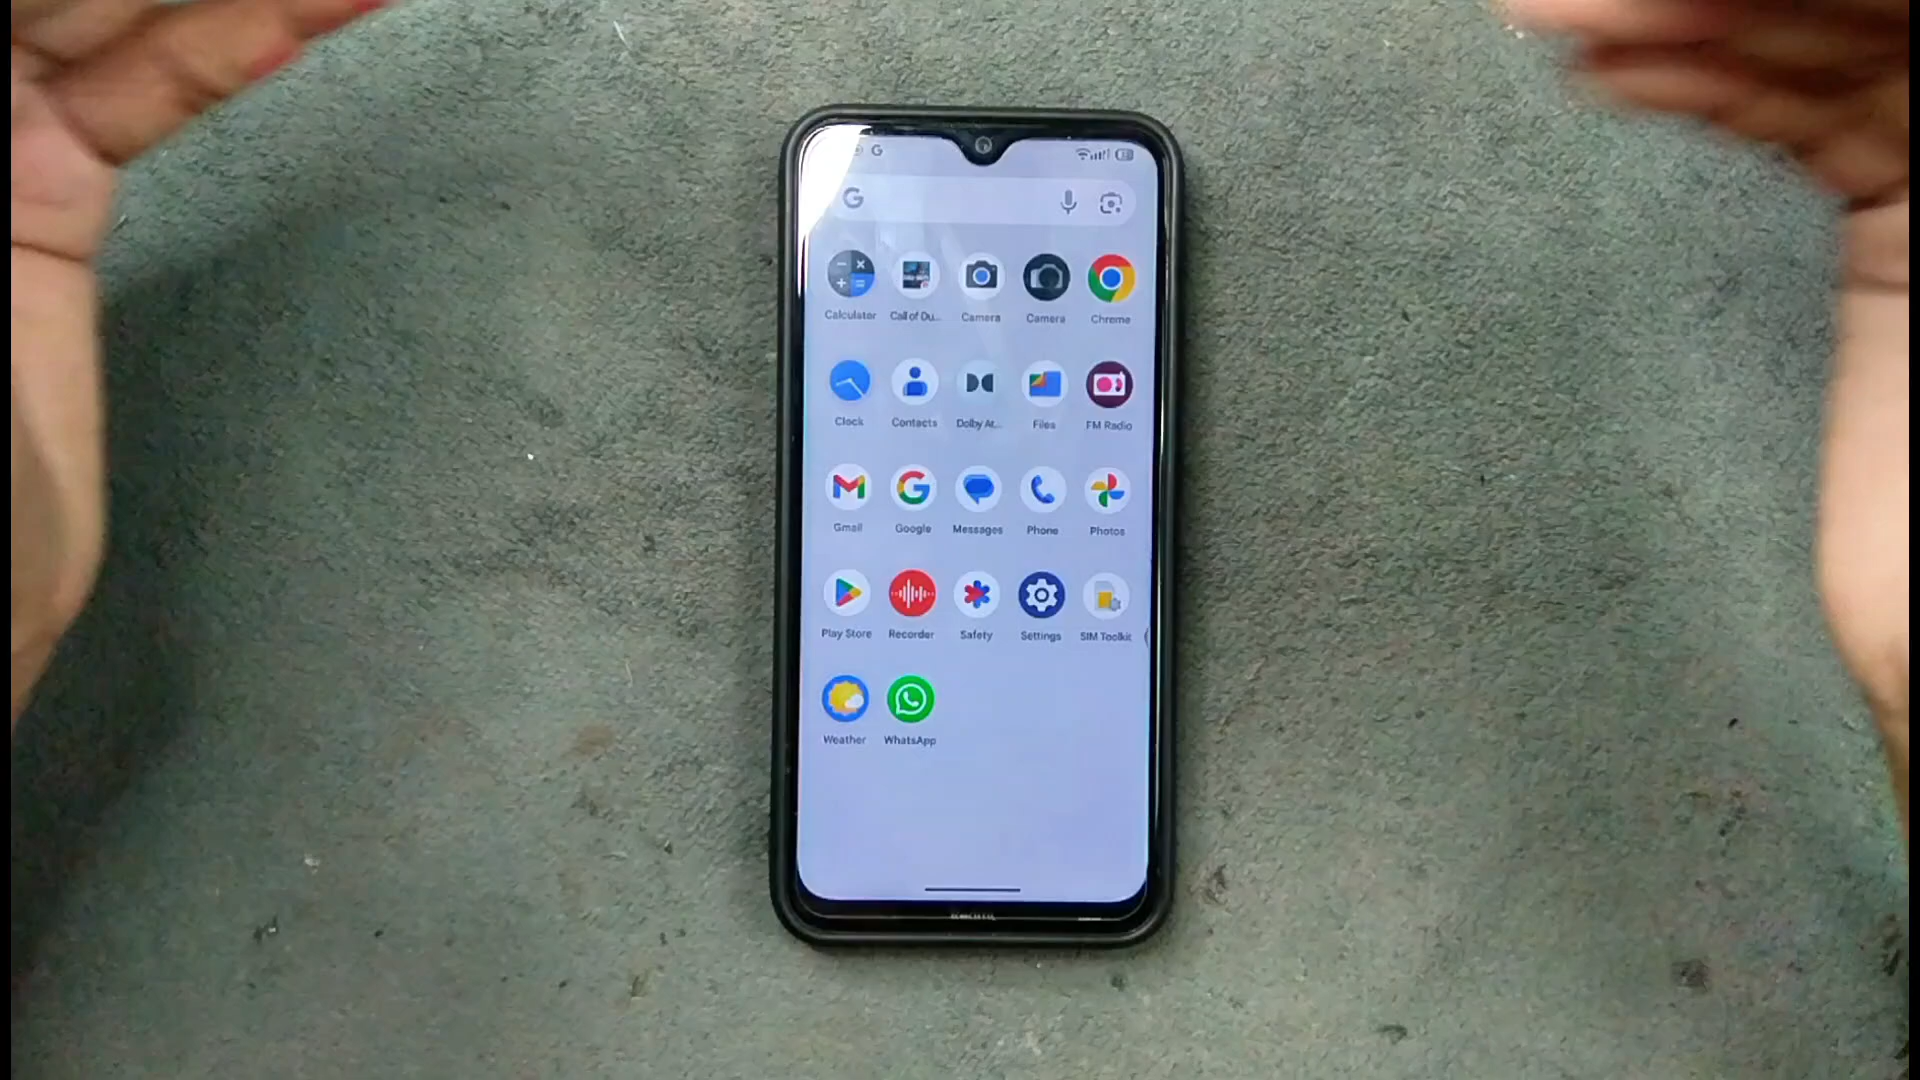 Calculator Call of Du... Camera Camera Chrome
Clock Contacts Dolby At... Files FM Radio
Gmail Google Messages Phone Photos
Play Store Recorder Safety Settings SIM Toolkit
Weather WhatsApp